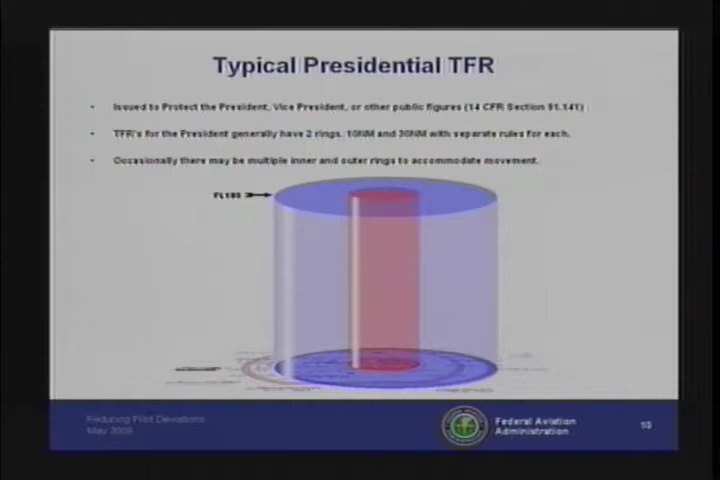 Typical Presidential TFR
• Issued to Protect the President, Vice President, or other public figures (14 CFR Section 91.141)
• TFR's for the President generally have 2 rings. 10NM and 30NM with separate rules for each.
• Occasionally there may be multiple inner and outer rings to accommodate movement.
FL180
Reducing Pilot Deviations
May 2009
Federal Aviation
Administration